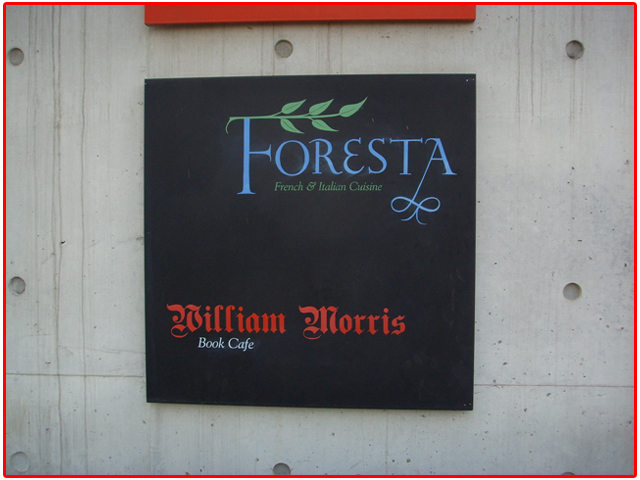 FORESTA
French & Italian Cuisine
William Morris
Book Cafe